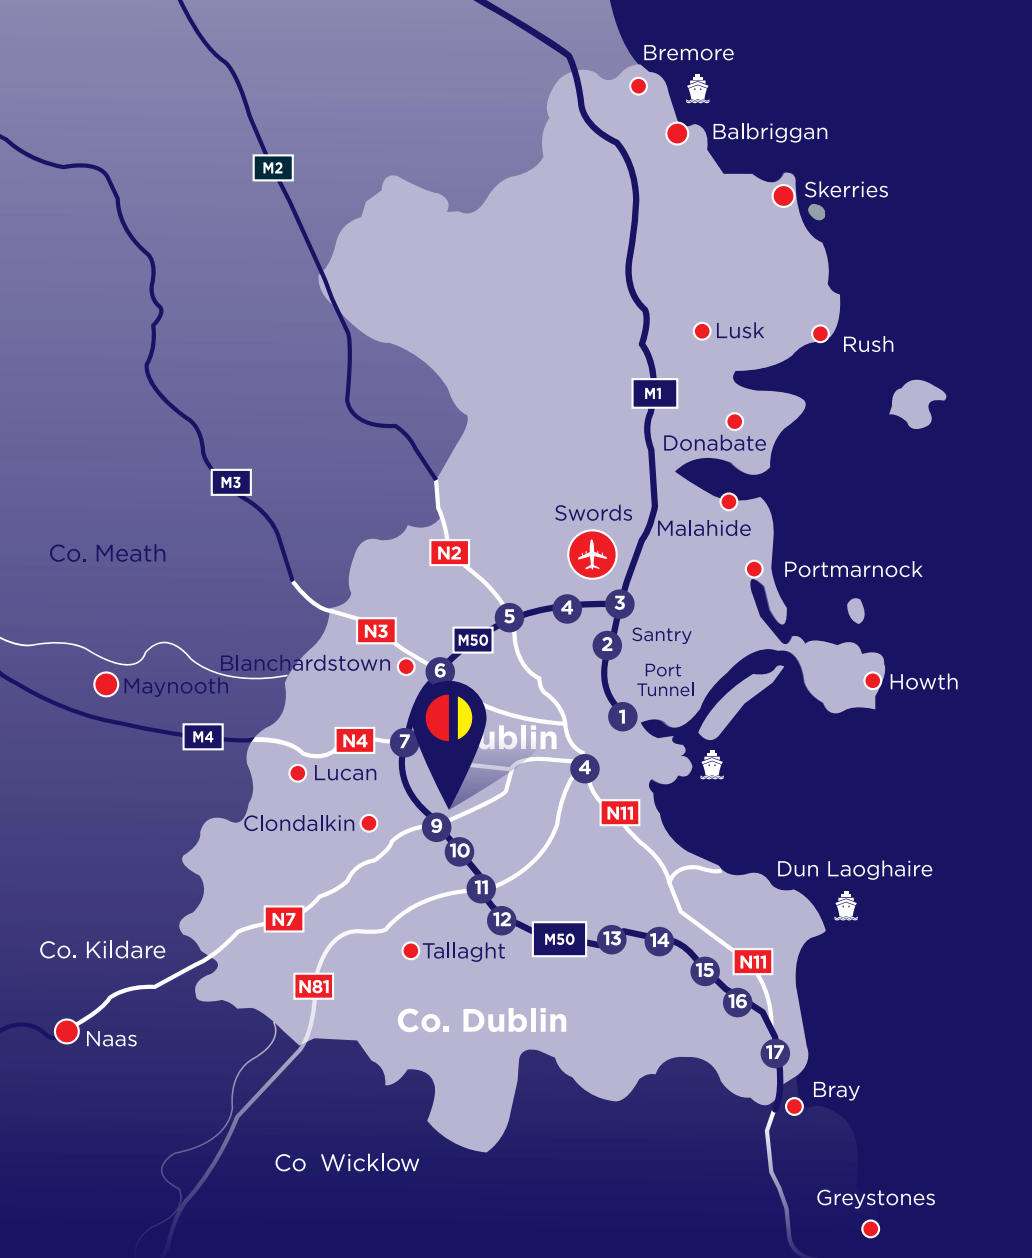 Bremore
Balbriggan
M2
Skerries
Lusk
Rush
M1
Donabate
M3
Swords
Malahide
Co. Meath
N2
Portmarnock
3
4
5
N3
M50
Santry
2
Blanchardstown
6
Port
Tunnel
Maynooth
Howth
1
M4
N4
7
ublin
4
Lucan
N11
Clondalkin
9
10
Dun Laoghaire
11
N7
12
M50
13
14
Co. Kildare
Tallaght
N11
15
N81
16
Co. Dublin
Naas
17
Bray
Co Wicklow
Greystones